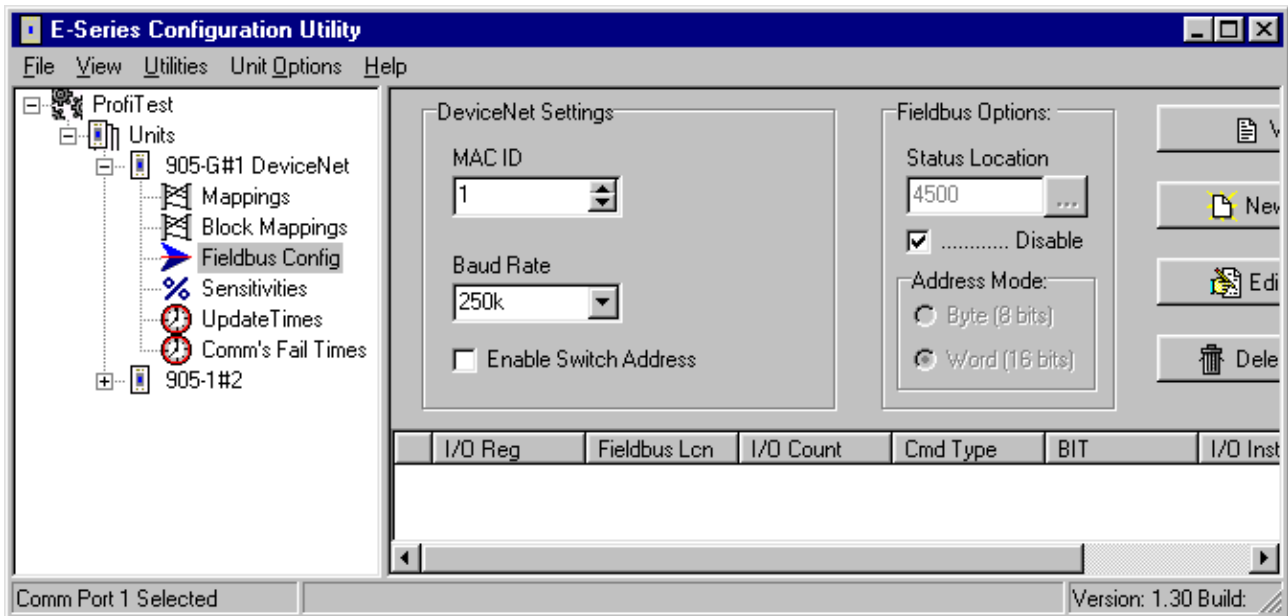 E-Series Configuration Utility
File View Utilities Unit Options Help
ProfiTest
Units
905-G#1 DeviceNet
Mappings
Block Mappings
Fieldbus Config
Sensitivities
UpdateTimes
Comm's Fail Times
905-1#2
DeviceNet Settings
MAC ID
1
Baud Rate
250k
Enable Switch Address
Fieldbus Options:
Status Location
4500
...
............ Disable
Address Mode:
Byte (8 bits)
Word (16 bits)
New
Edi
Dele
I/O Reg Fieldbus Lcn I/O Count Cmd Type BIT I/O Inst
Comm Port 1 Selected
Version: 1.30 Build: